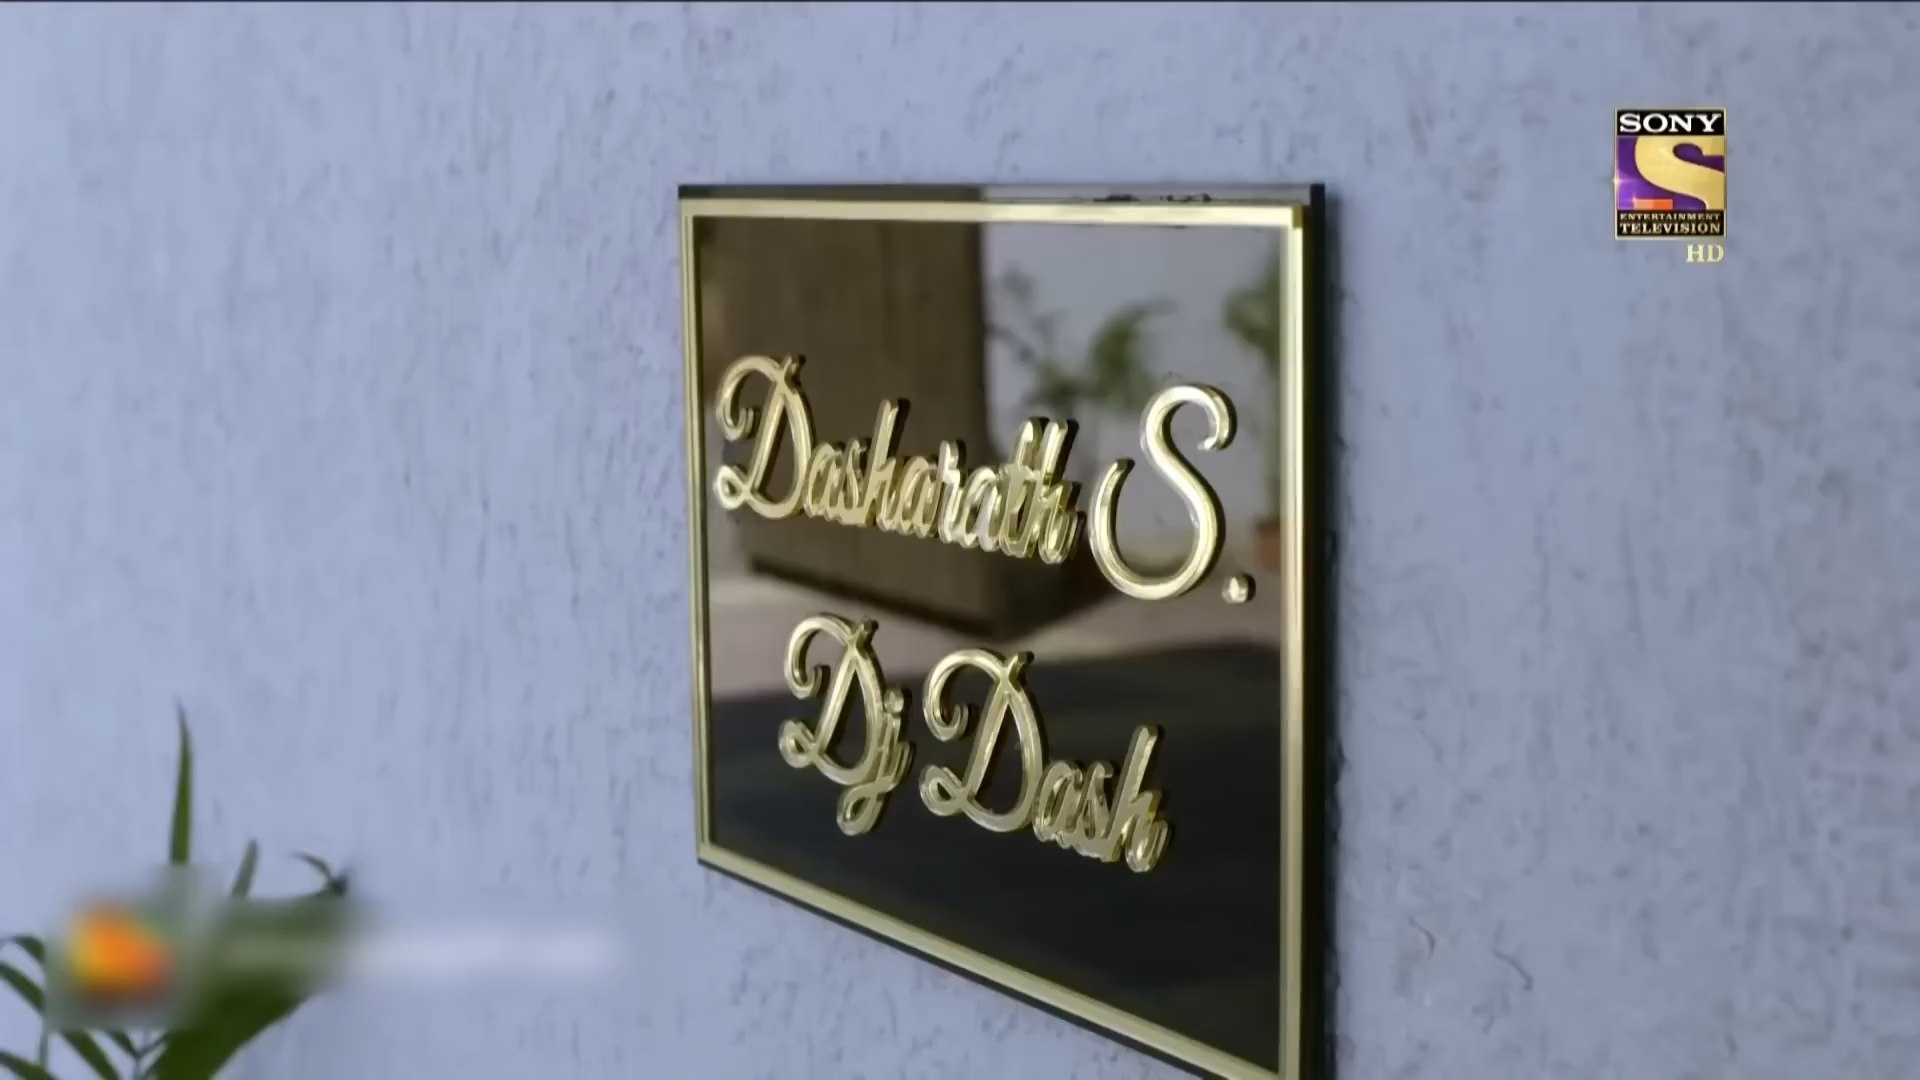 SONY
ENTERTAINMENT
TELEVISION
HD
Dasharath S.
Dj Dash